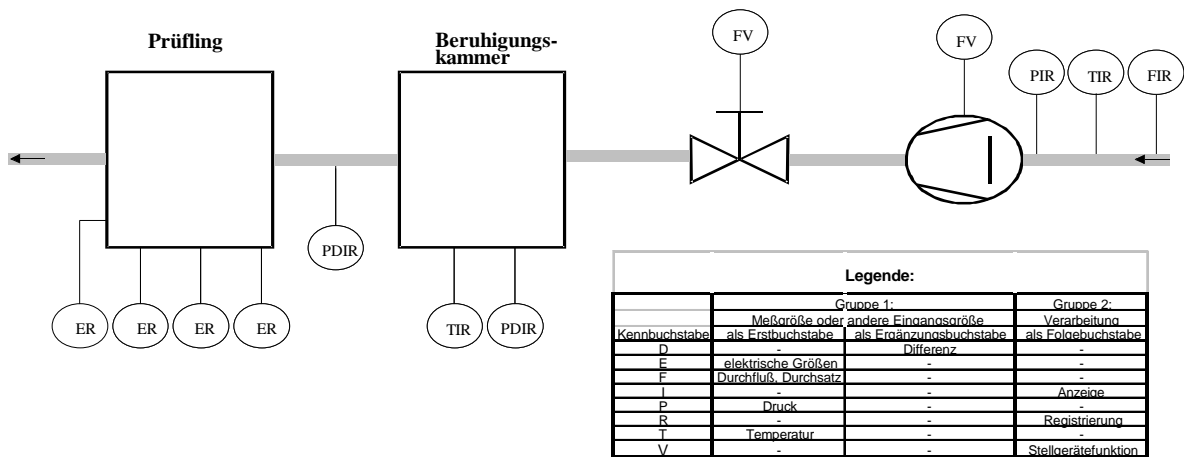 Prüfling
Beruhigungs-
kammer
FV
FV
PIR
TIR
FIR
PDIR
ER
ER
ER
ER
TIR
PDIR
Legende:
Gruppe 1: Gruppe 2:
Meßgröße oder andere Eingangsgröße Verarbeitung
Kennbuchstabe als Erstbuchstabe als Ergänzungsbuchstabe als Folgebuchstabe
D - Differenz -
E elektrische Größen - -
F Durchfluß, Durchsatz - -
I - - Anzeige
P Druck - -
R - - Registrierung
T Temperatur - -
V - - Stellgerätefunktion